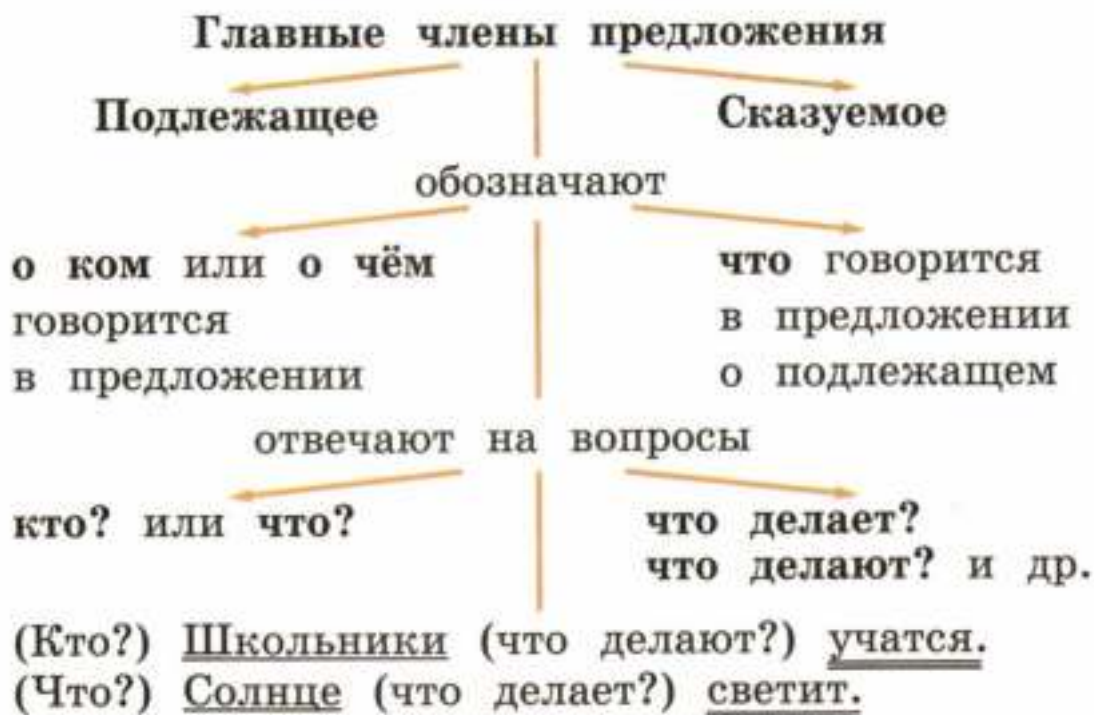 Главные члены предложения
Подлежащее
Сказуемое
обозначают
о ком или о чём
говорится
в предложении
что говорится
в предложении
о подлежащем
отвечают на вопросы
кто? или что?
что делает?
что делают? и др.
(Кто?) Школьники (что делают?) учатся.
(Что?) Солнце (что делает?) светит.